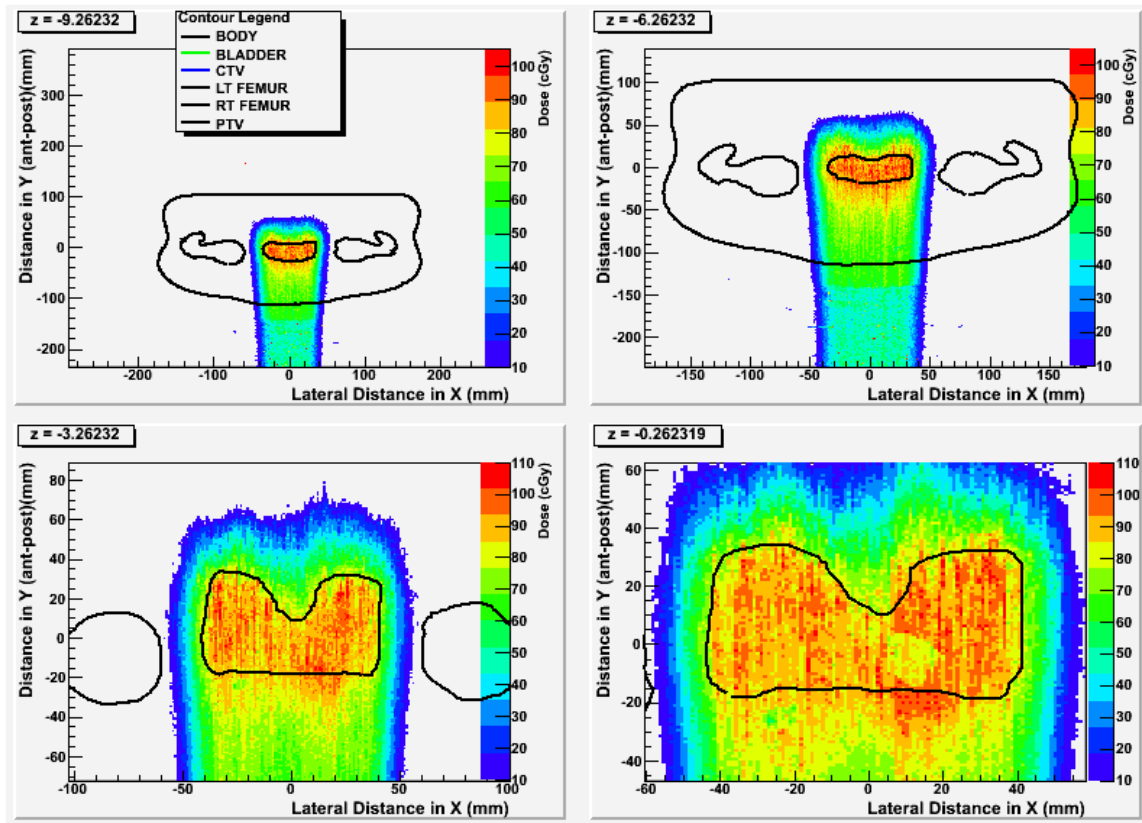 z = -9.26232
Contour Legend
BODY
BLADDER
CTV
LT FEMUR
RT FEMUR
PTV
Distance in Y (ant-post)(mm)
300
200
100
0
-100
-200
-200 -100 0 100 200
Lateral Distance in X (mm)
Dose (cGy)
100
90
80
70
60
50
40
30
20
10
z = -6.26232
Distance in Y (ant-post)(mm)
100
50
0
-50
-100
-150
-200
-150 -100 -50 0 50 100 150
Lateral Distance in X (mm)
Dose (cGy)
100
90
80
70
60
50
40
30
20
10
z = -3.26232
Distance in Y (ant-post)(mm)
80
60
40
20
0
-20
-40
-60
-100 -50 0 50 100
Lateral Distance in X (mm)
Dose (cGy)
110
100
90
80
70
60
50
40
30
20
10
z = -0.262319
Distance in Y (ant-post)(mm)
60
40
20
0
-20
-40
-60 -40 -20 0 20 40
Lateral Distance in X (mm)
Dose (cGy)
110
100
90
80
70
60
50
40
30
20
10